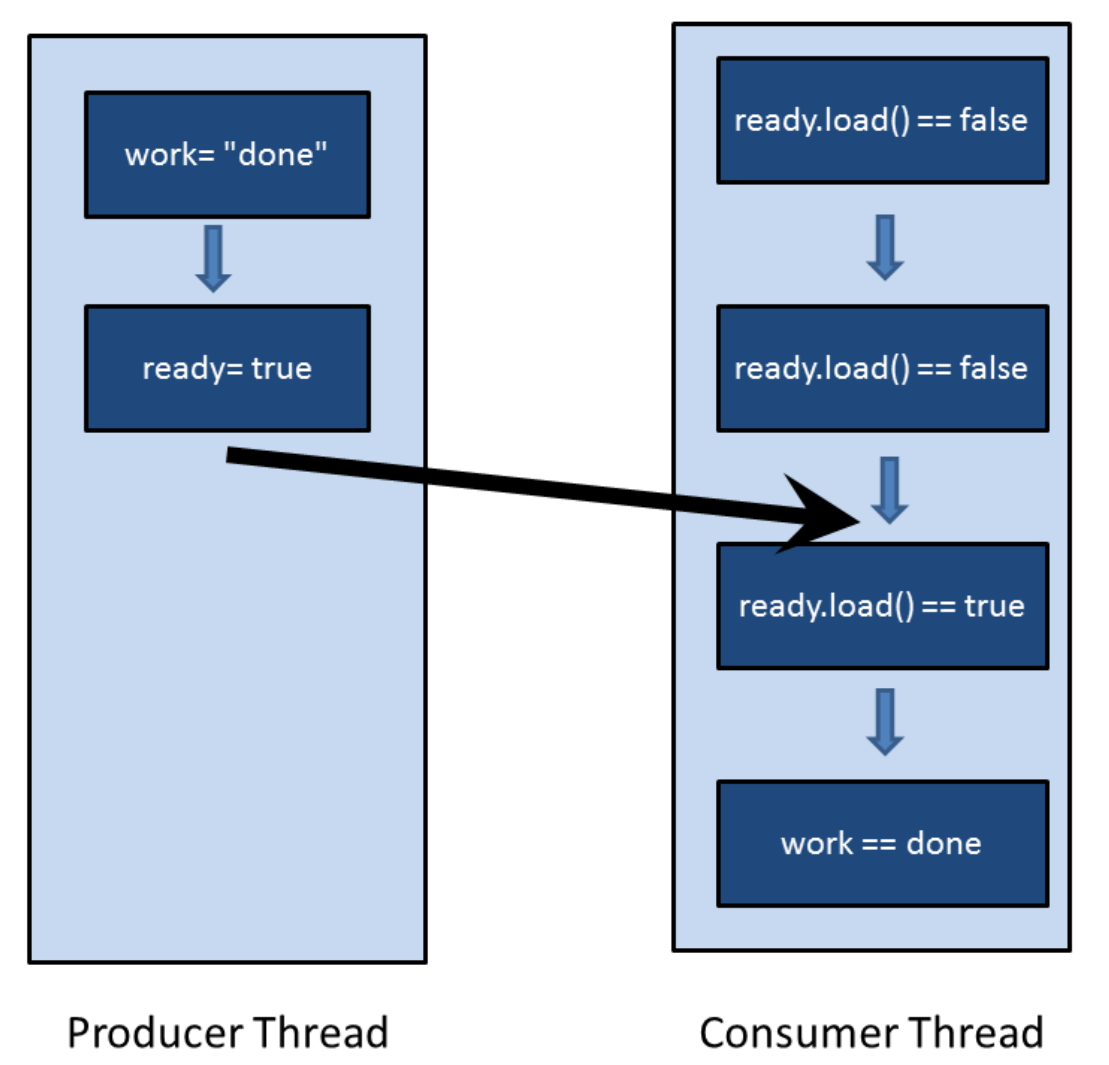 work= "done"
ready= true
Producer Thread
ready.load() == false
ready.load() == false
ready.load() == true
work == done
Consumer Thread